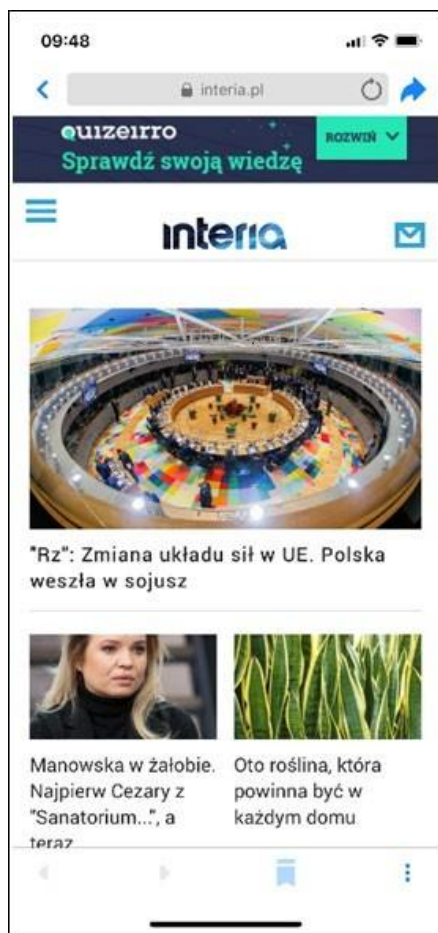 09:48
interia.pl
QUIZEIRRO
ROZWIŃ
Sprawdź swoją wiedzę
interia
"Rz": Zmiana układu sił w UE. Polska
weszła w sojusz
Manowska w żałobie.
Najpierw Cezary z
"Sanatorium...", a
teraz
Oto roślina, która
powinna być w
każdym domu